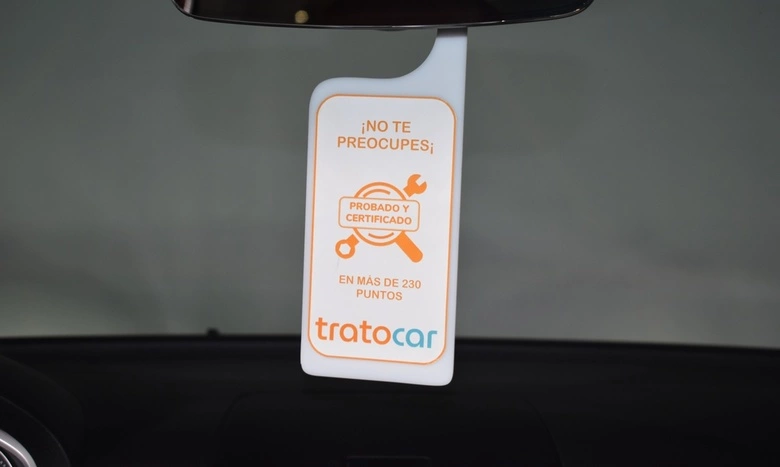 ¡NO TE
PREOCUPES¡
PROBADO Y
CERTIFICADO
EN MÁS DE 230
PUNTOS
tratocar